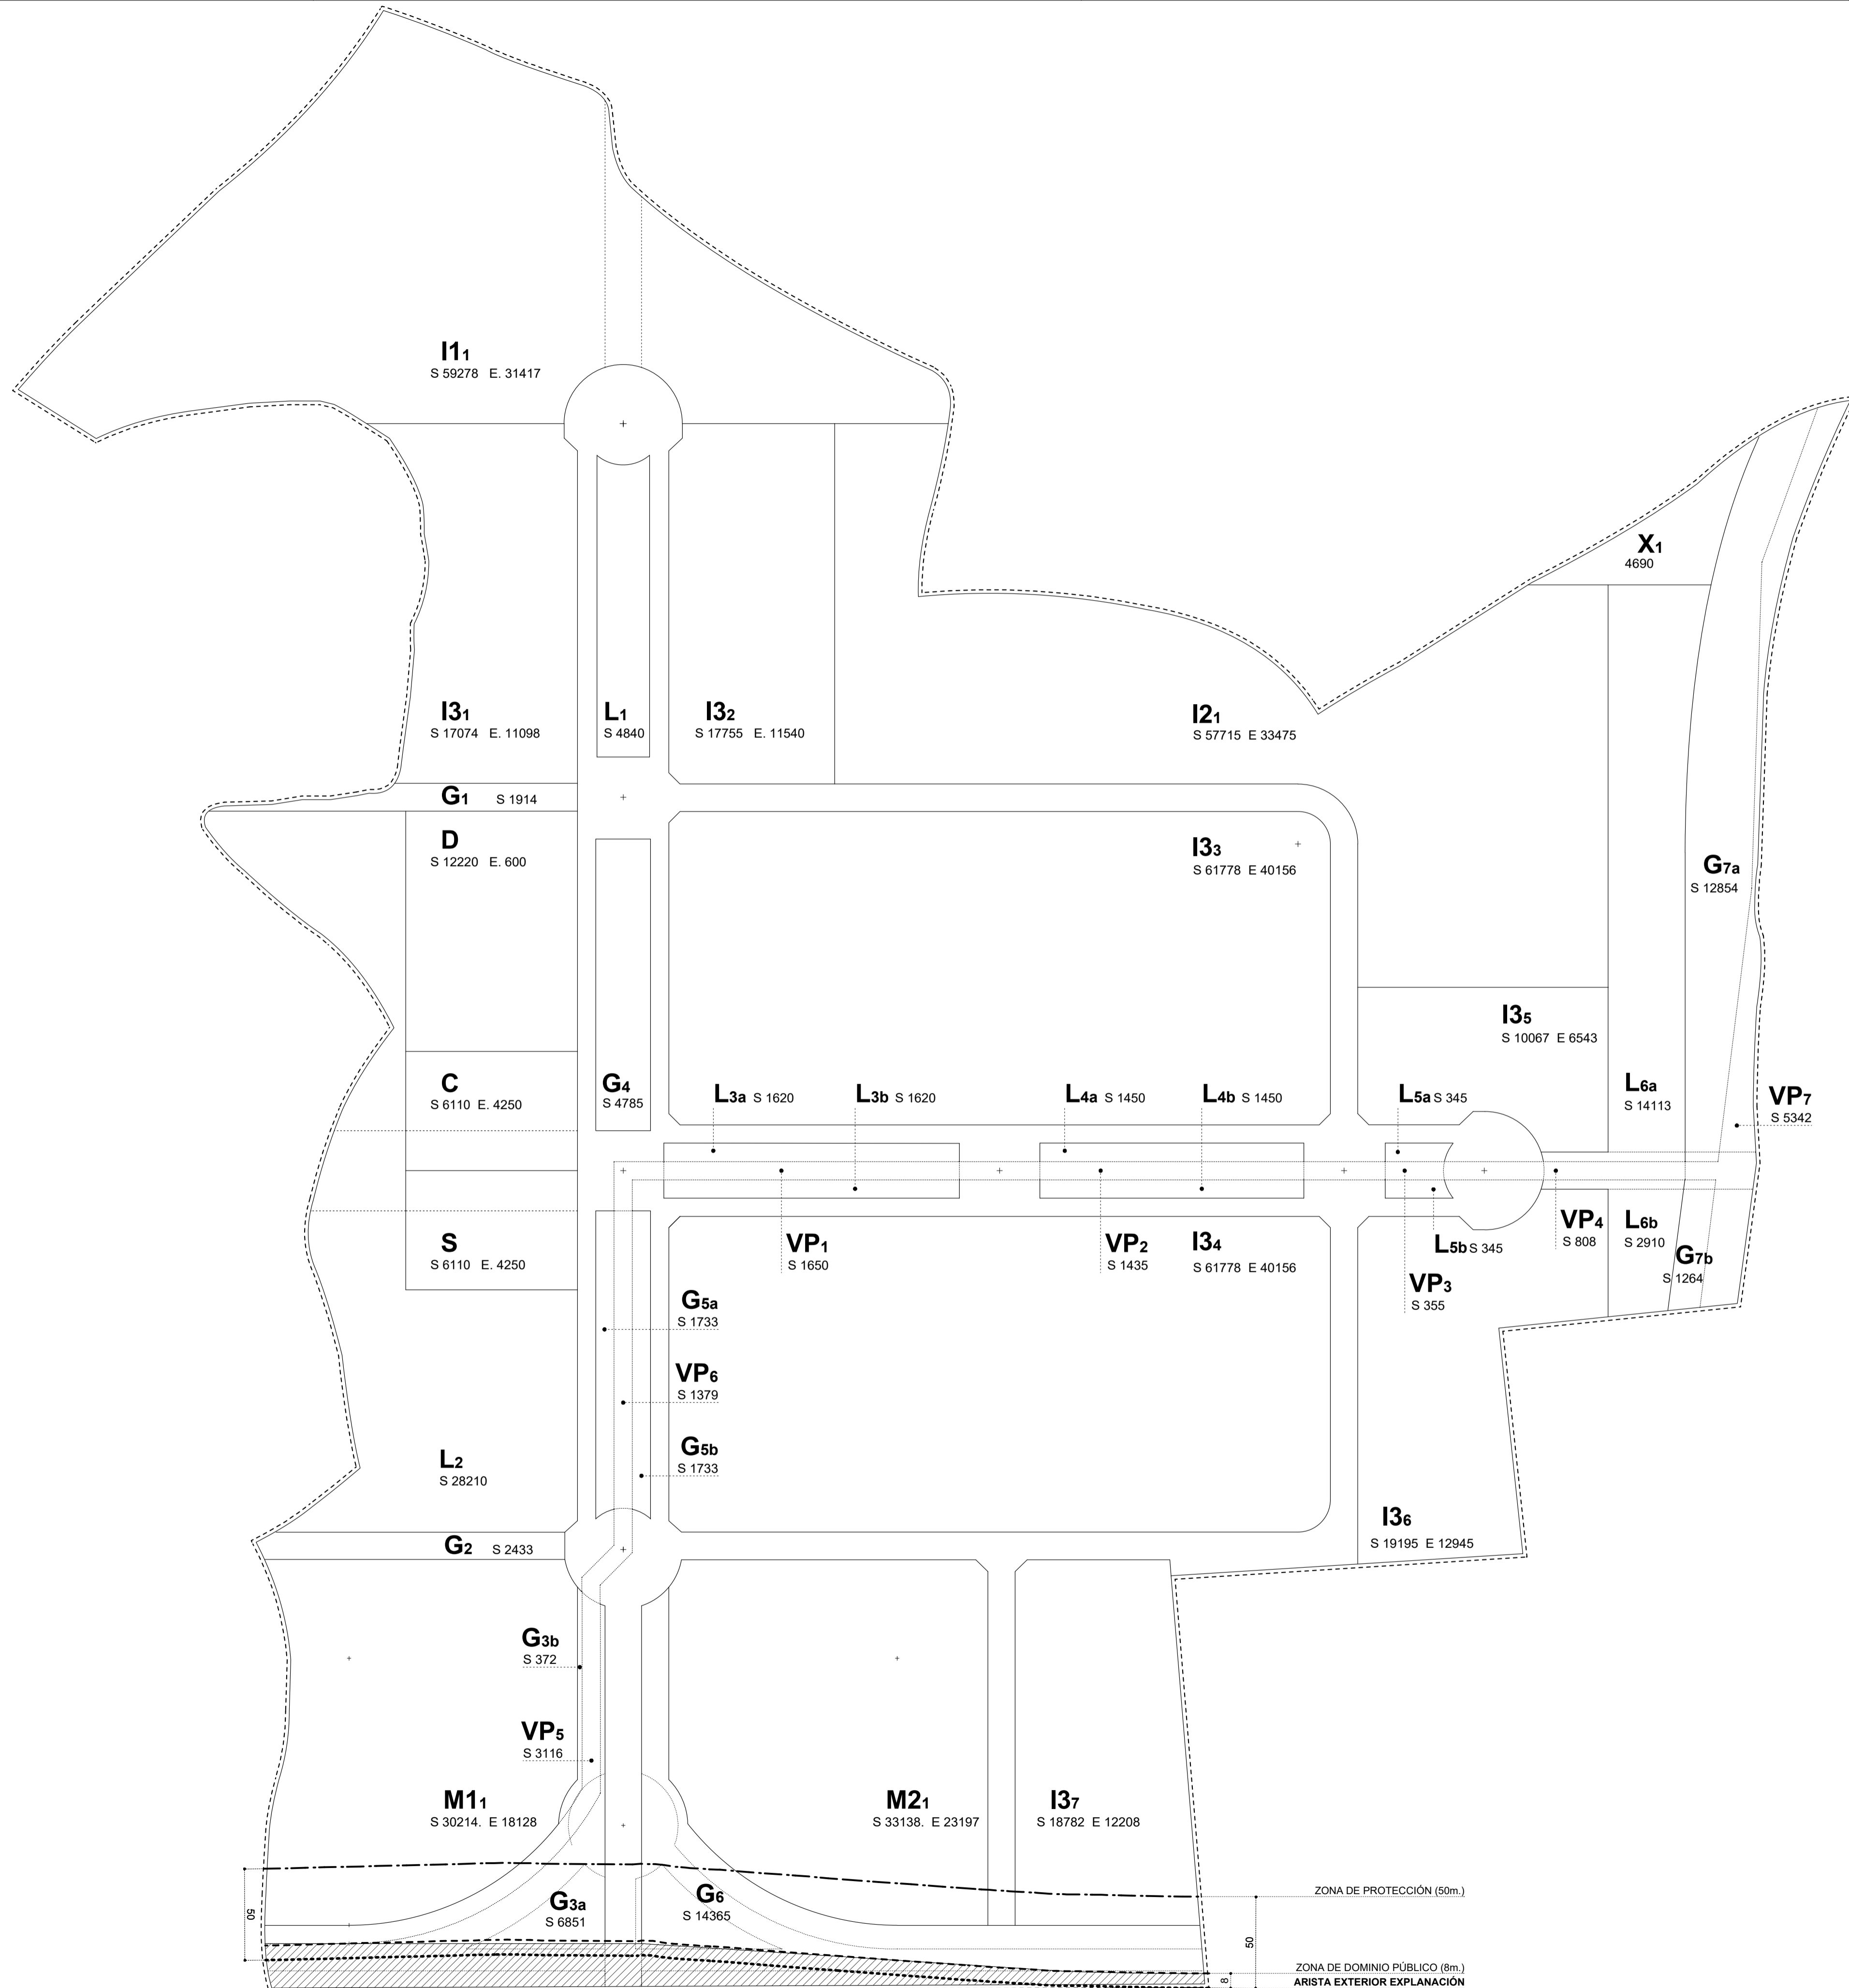 I1₁
S 59278 E. 31417
X₁
4690
I3₁
S 17074 E. 11098
L₁
S 4840
I3₂
S 17755 E. 11540
I2₁
S 57715 E 33475
G₁ S 1914
D
S 12220 E. 600
I3₃
S 61778 E 40156
G7a
S 12854
I3₅
S 10067 E 6543
C
S 6110 E. 4250
G₄
S 4785
L3a S 1620
L3b S 1620
L4a S 1450
L4b S 1450
L5a S 345
L6a
S 14113
VP₇
S 5342
S
S 6110 E. 4250
VP₁
S 1650
VP₂
S 1435
I3₄
S 61778 E 40156
L5b S 345
VP₄
S 808
L6b
S 2910
G7b
S 1264
VP₃
S 355
G5a
S 1733
VP₆
S 1379
G5b
S 1733
L₂
S 28210
G₂ S 2433
I3₆
S 19195 E 12945
G3b
S 372
VP₅
S 3116
M1₁
S 30214. E 18128
M2₁
S 33138. E 23197
I3₇
S 18782 E 12208
G3a
S 6851
G₆
S 14365
ZONA DE PROTECCIÓN (50m.)
50
50
ZONA DE DOMINIO PÚBLICO (8m.)
8
ARISTA EXTERIOR EXPLANACIÓN